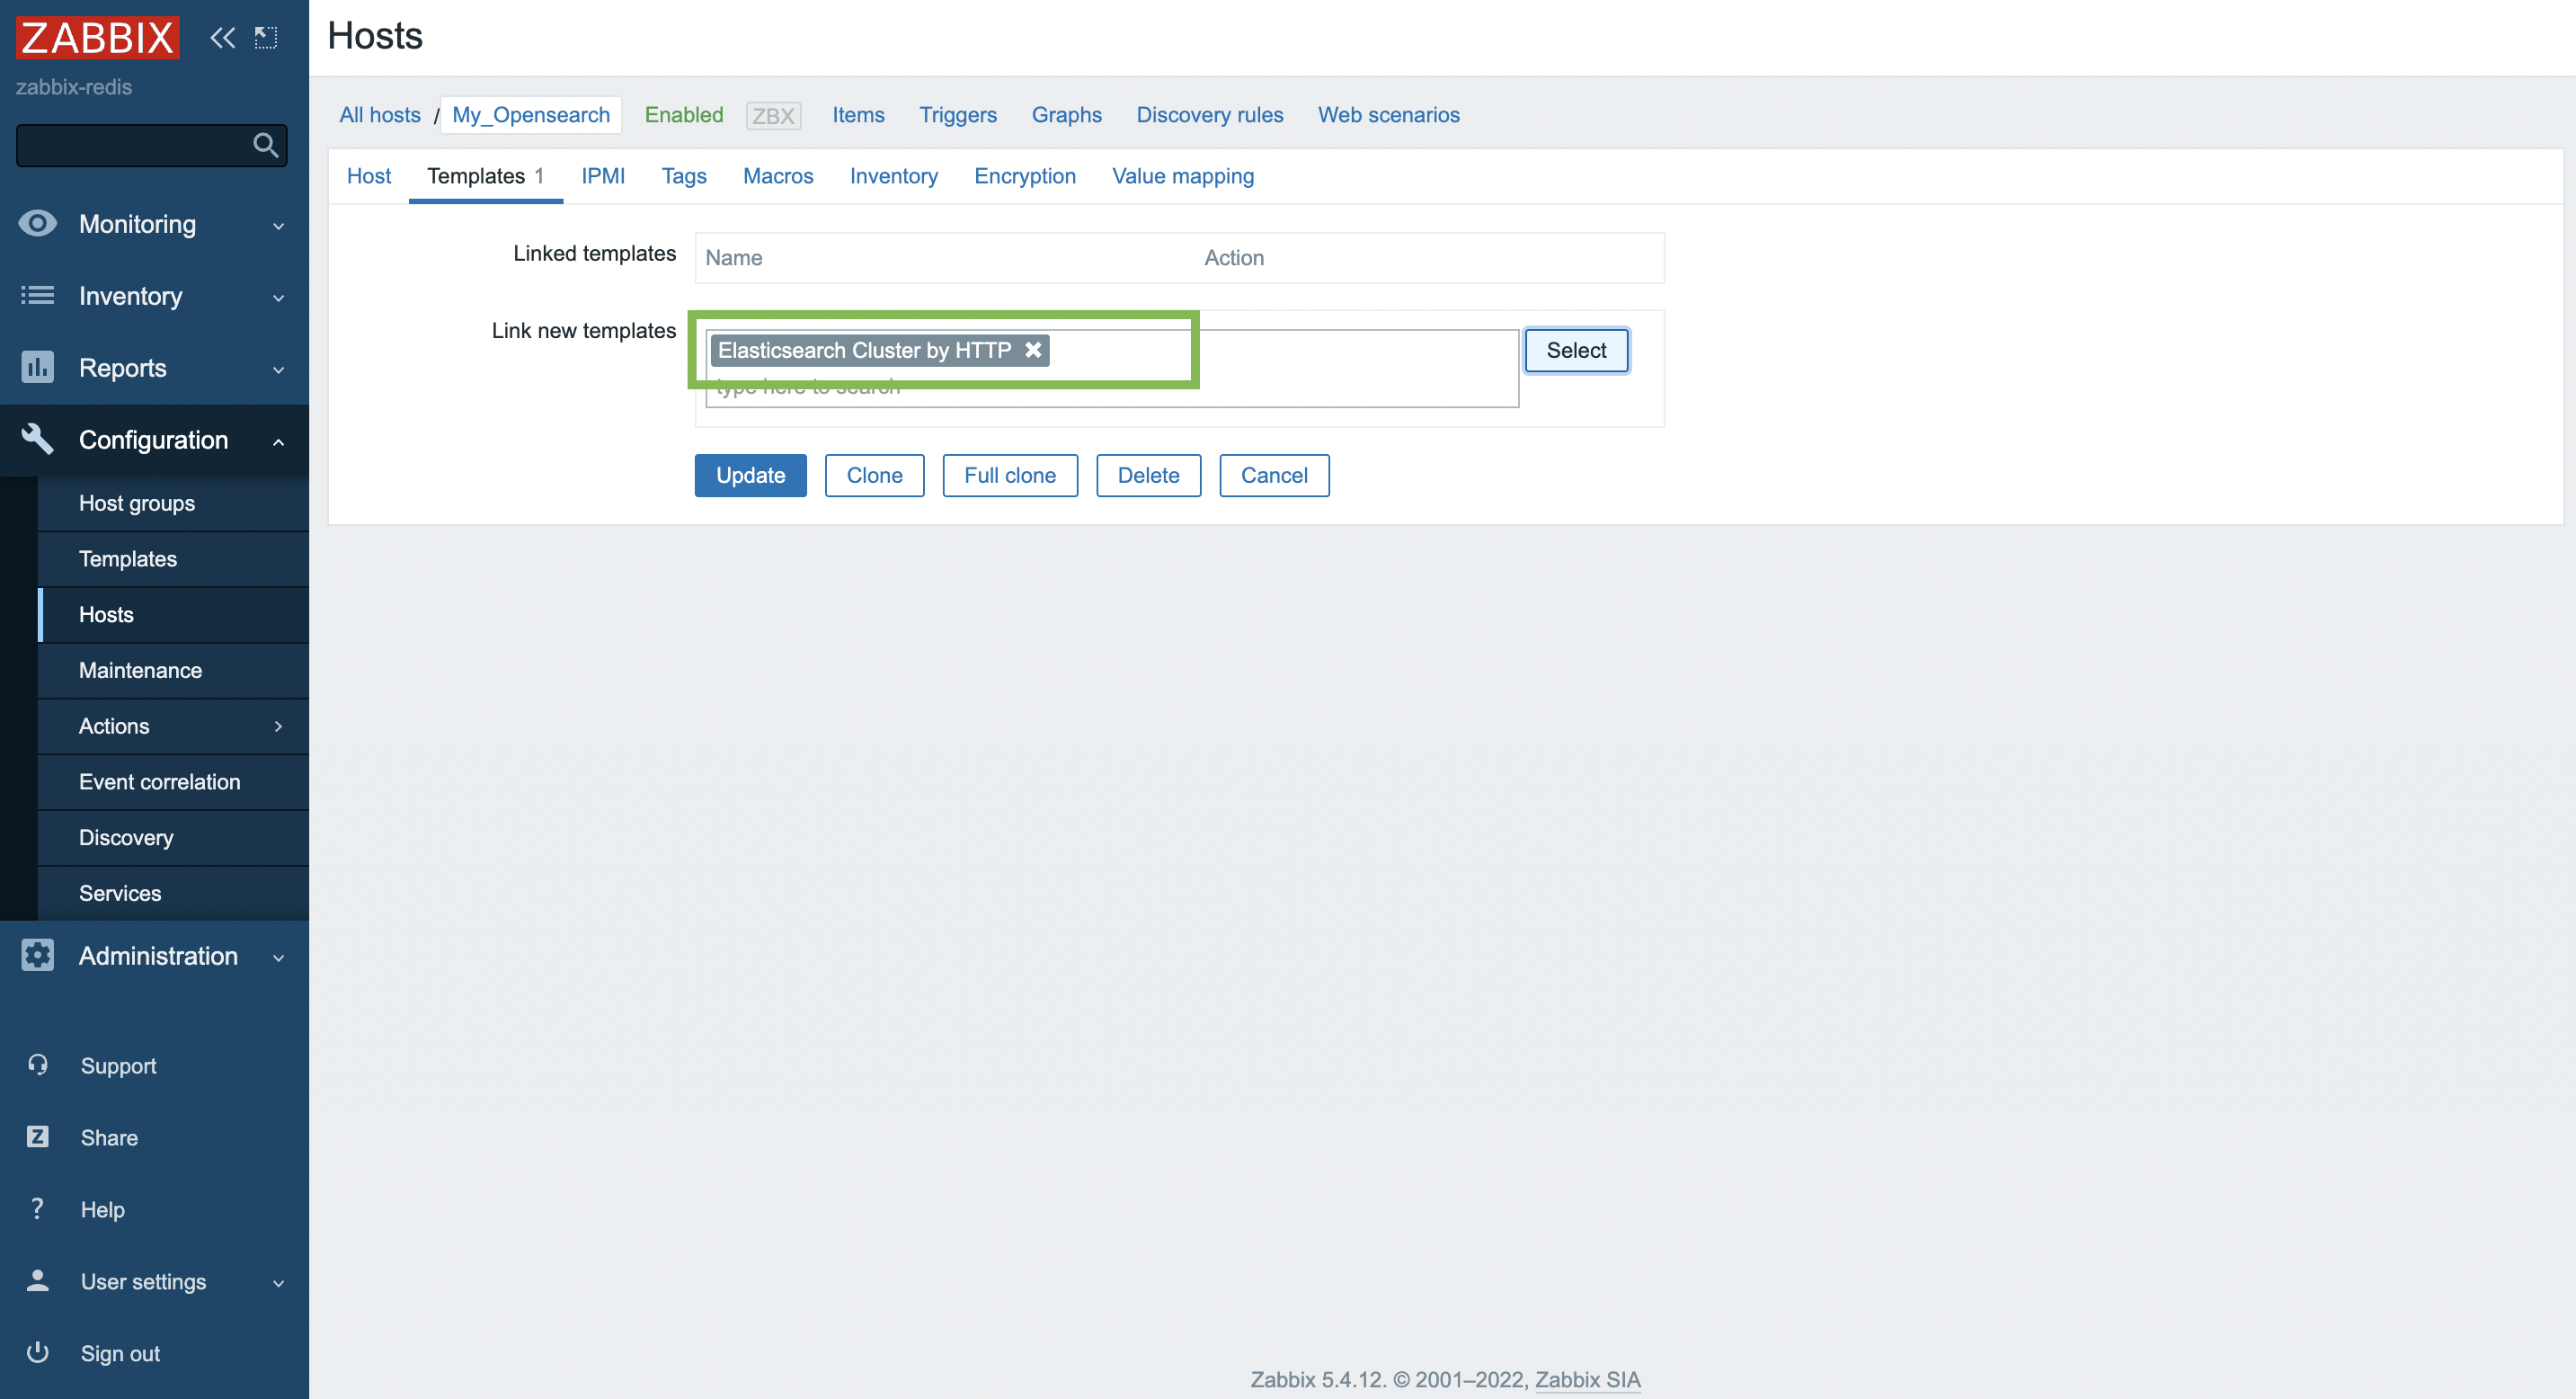 ZABBIX
zabbix-redis
Monitoring
Inventory
Reports
Configuration
Host groups
Templates
Hosts
Maintenance
Actions
Event correlation
Discovery
Services
Administration
Support
Share
Help
User settings
Sign out
Hosts
All hosts / My_Opensearch Enabled ZBX Items Triggers Graphs Discovery rules Web scenarios
Host Templates 1 IPMI Tags Macros Inventory Encryption Value mapping
Linked templates Name Action
Link new templates Elasticsearch Cluster by HTTP Select
type here to search
Update Clone Full clone Delete Cancel
Zabbix 5.4.12. © 2001–2022, Zabbix SIA